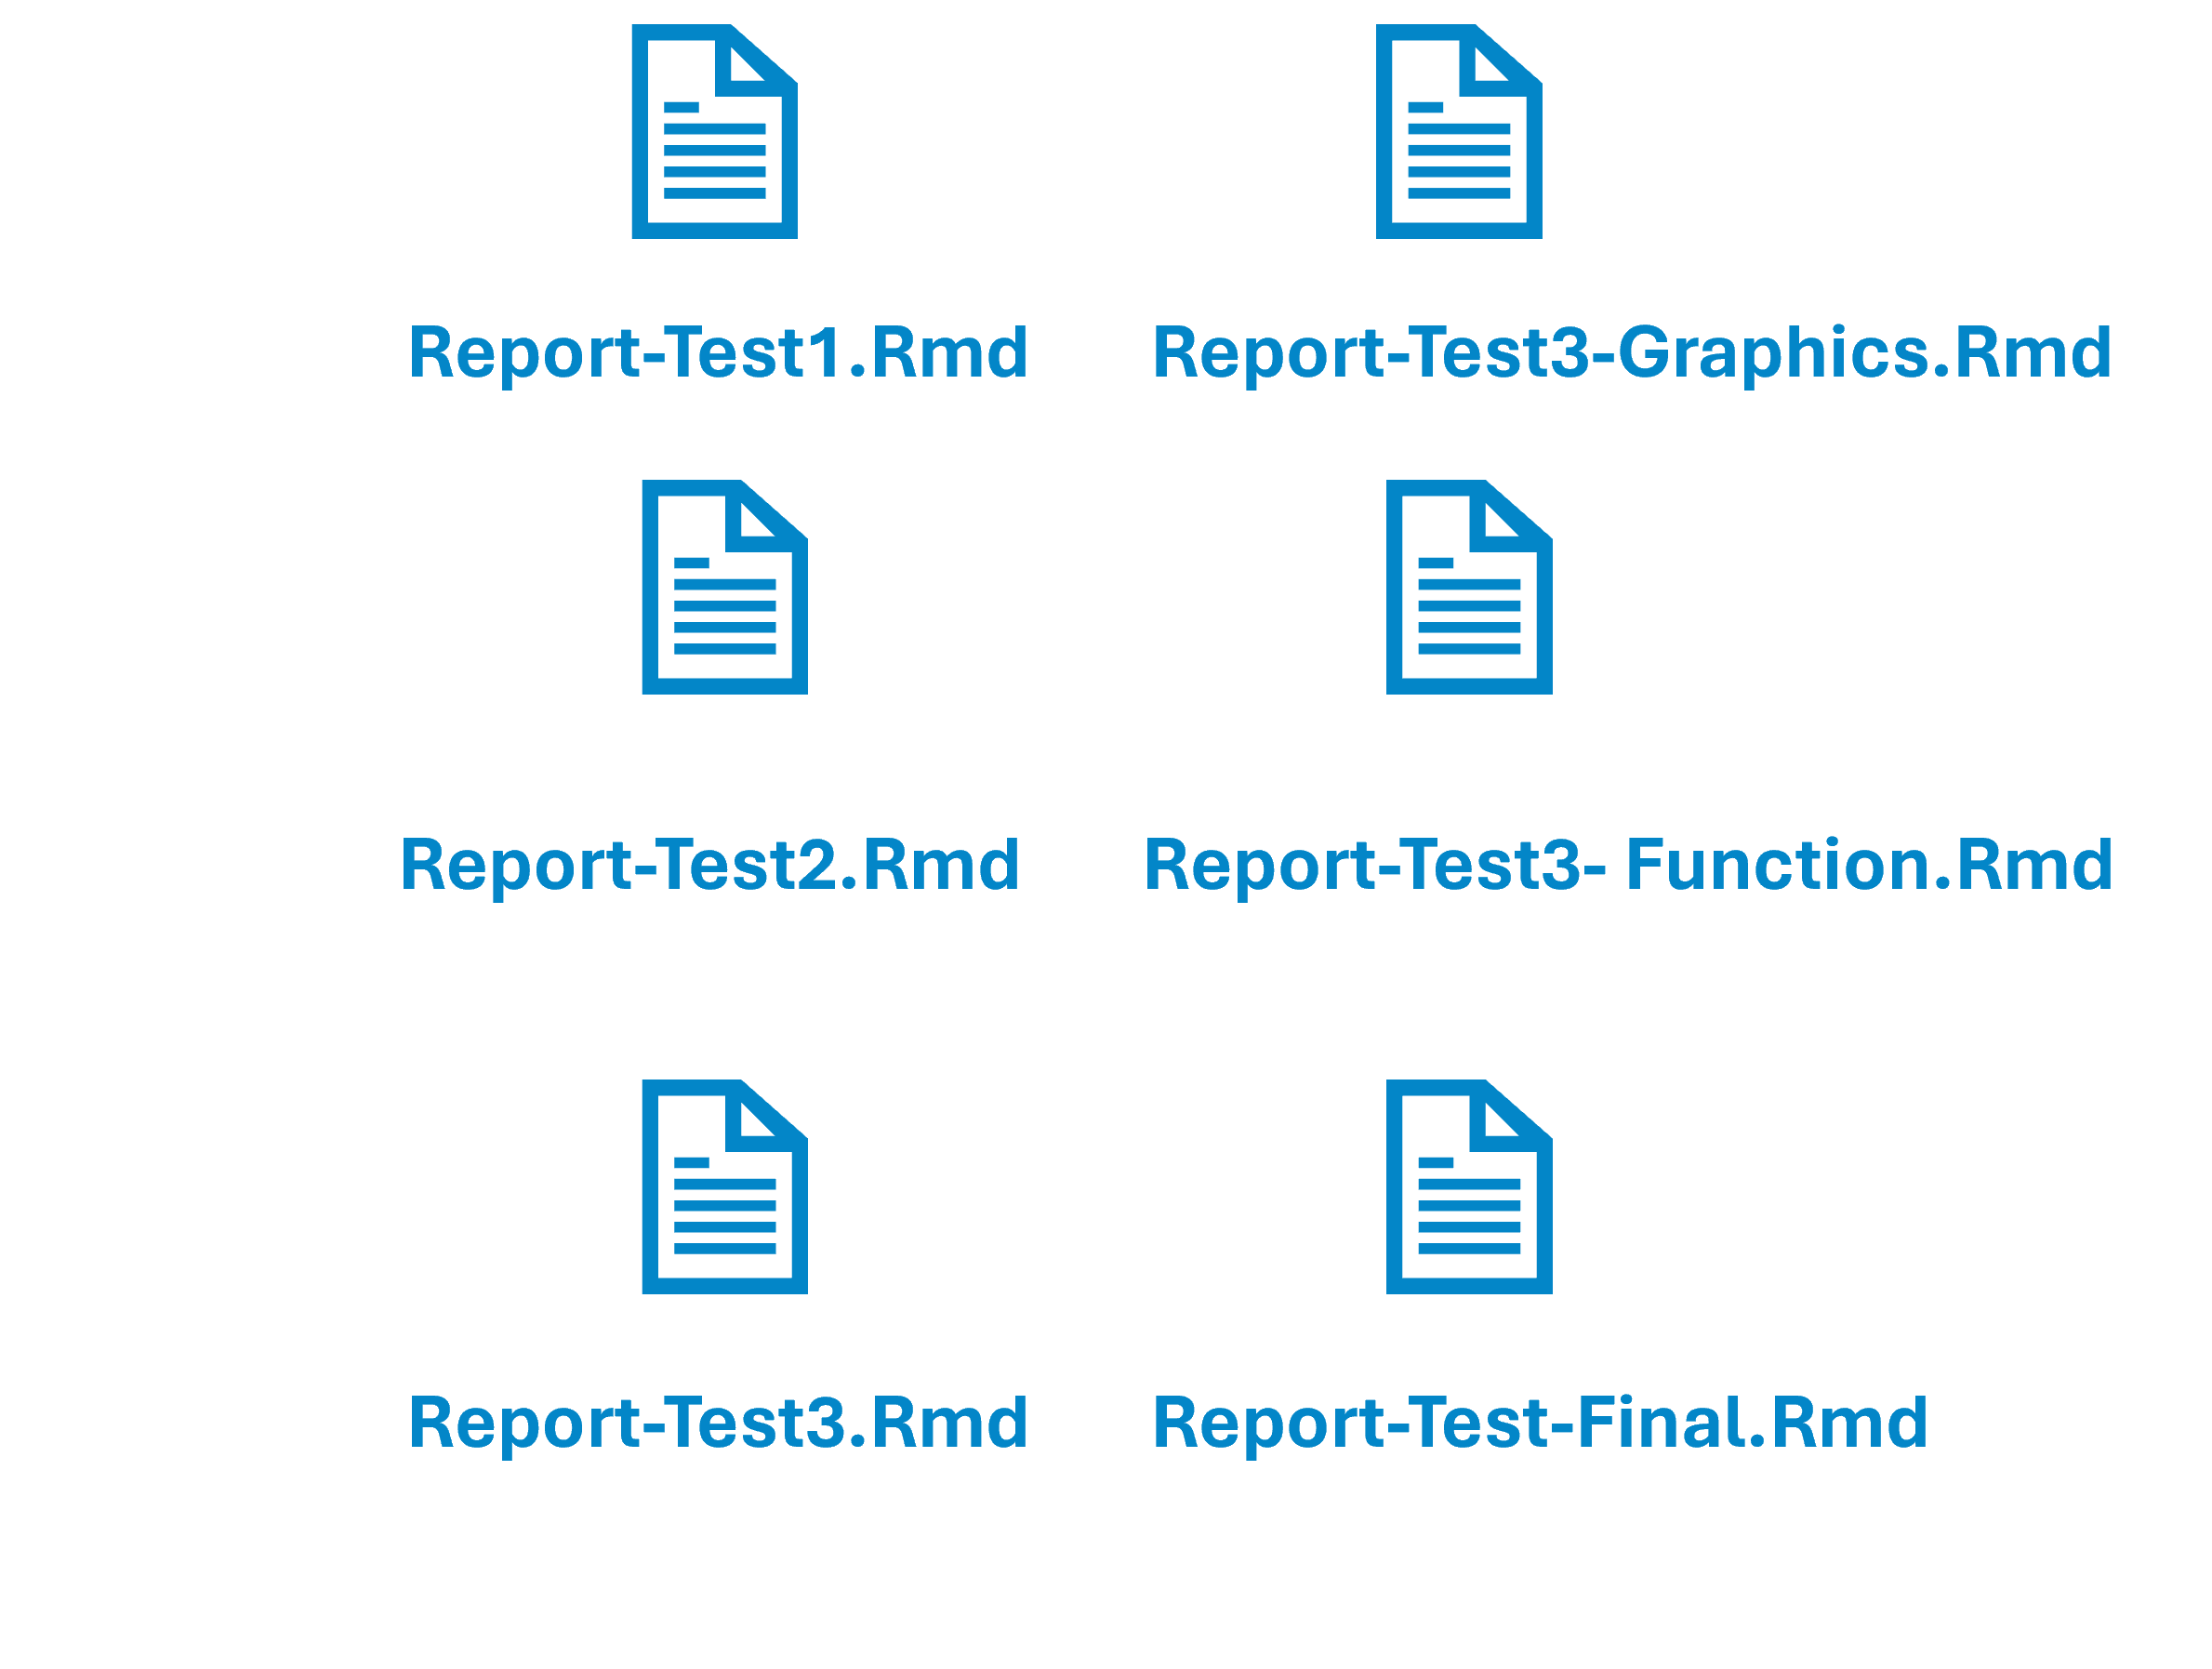 Report-Test1.Rmd
Report-Test3-Graphics.Rmd
Report-Test2.Rmd
Report-Test3- Function.Rmd
Report-Test3.Rmd
Report-Test-Final.Rmd